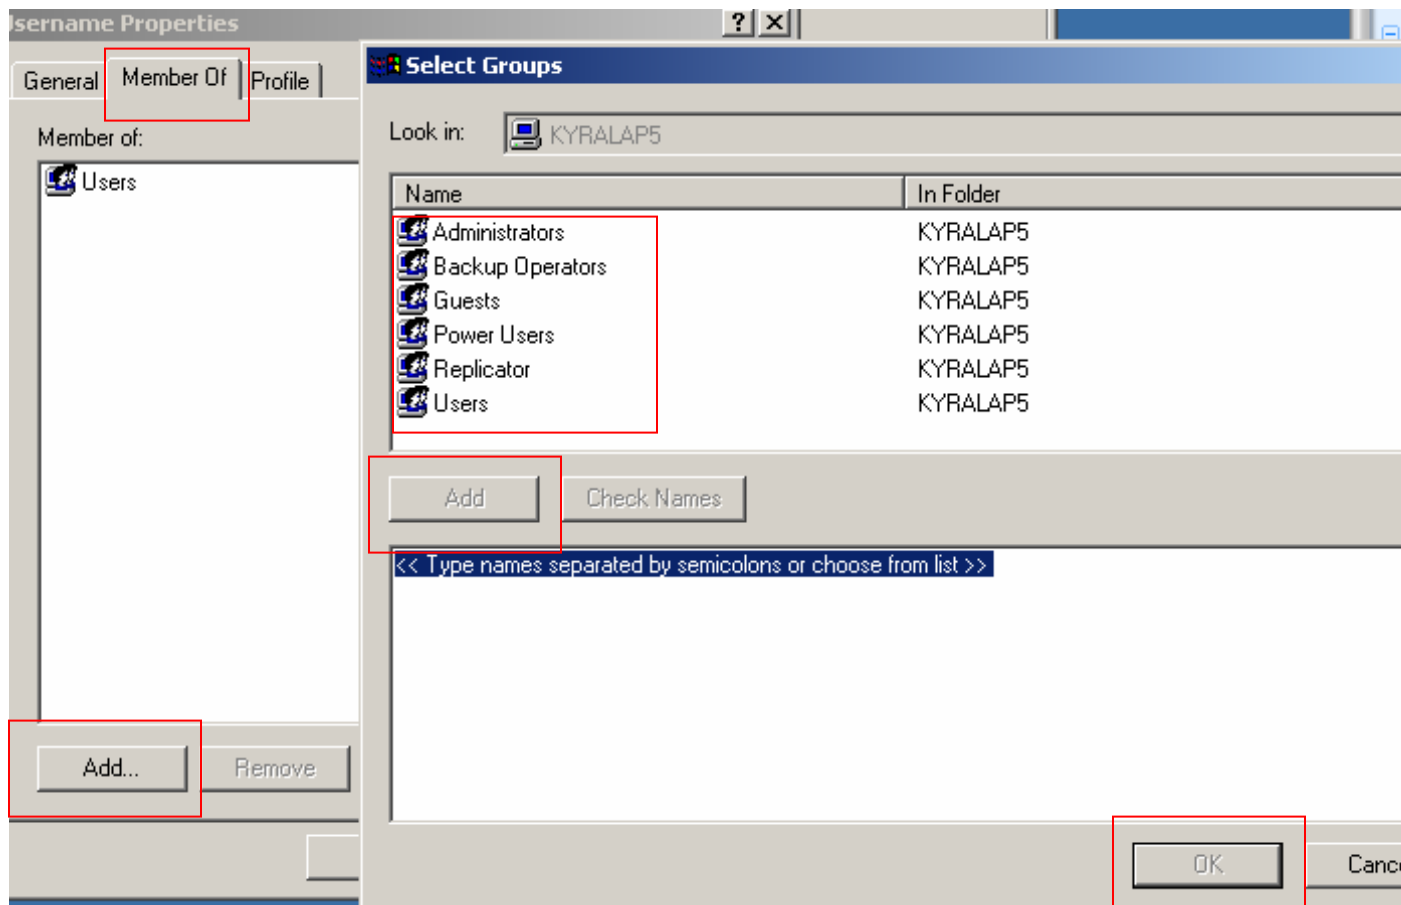 Username Properties
General Member Of Profile
Member of:
Users
Add... Remove
Select Groups
Look in: KYRALAP5
Name In Folder
Administrators KYRALAP5
Backup Operators KYRALAP5
Guests KYRALAP5
Power Users KYRALAP5
Replicator KYRALAP5
Users KYRALAP5
Add Check Names
<< Type names separated by semicolons or choose from list >>
OK Cance